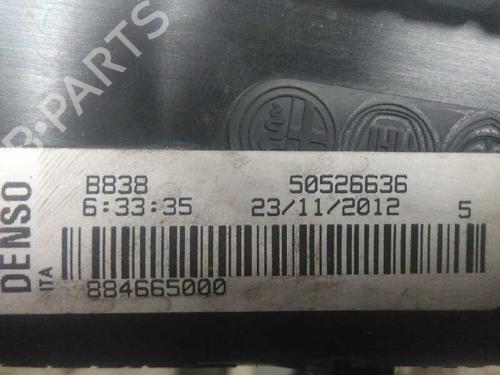 B-PARTS
DENSO
ITA
B838 50526636
6:33:35 23/11/2012 5
884665000